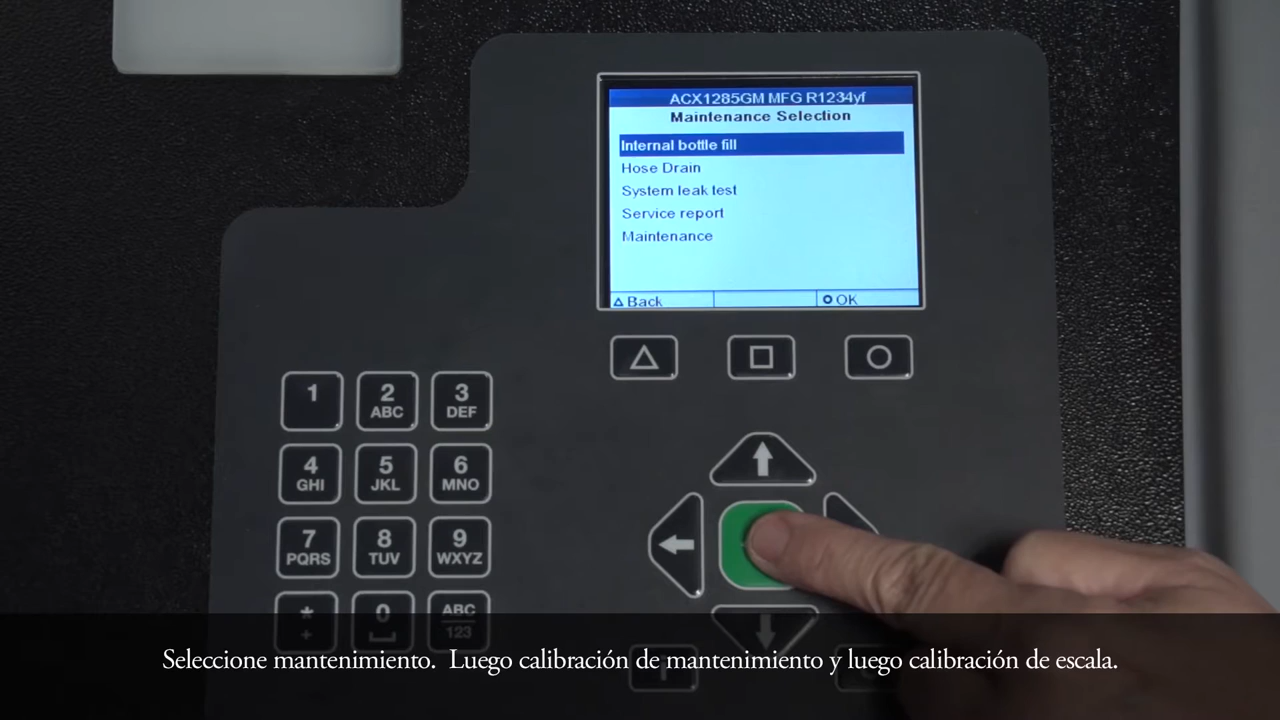 ACX1285GM MFG R1234yf
Maintenance Selection
Internal bottle fill
Hose Drain
System leak test
Service report
Maintenance
Back OK
1 2 3
ABC DEF
4 5 6
GHI JKL MNO
7 8 9
PQRS TUV WXYZ
* 0 ABC
+ 123
Seleccione mantenimiento. Luego calibración de mantenimiento y luego calibración de escala.